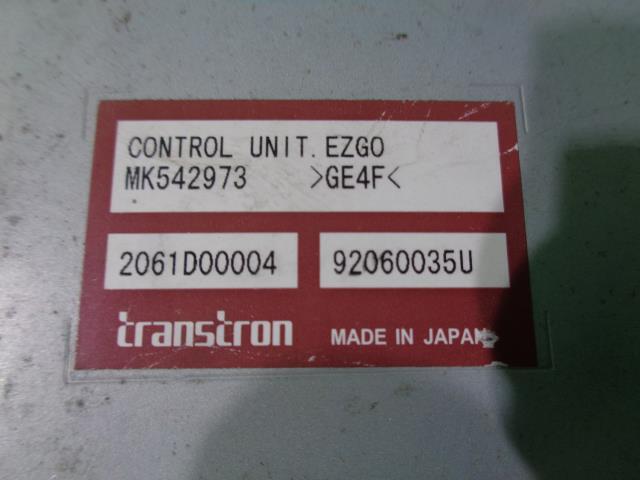 CONTROL UNIT. EZGO
MK542973 >GE4F<
2061D00004 92060035U
transtron MADE IN JAPAN